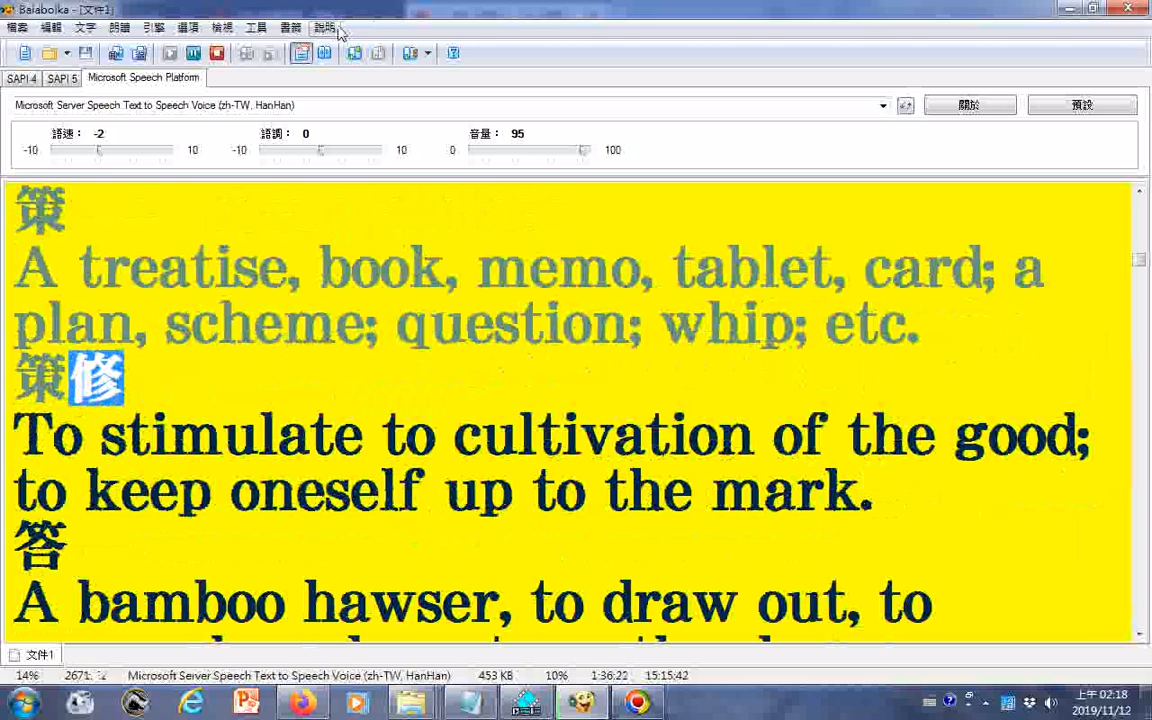 Balabolka - [文件1]
檔案 編輯 文字 朗讀 引擎 選項 檢視 工具 書籤 說明
SAPI 4 SAPI 5 Microsoft Speech Platform
Microsoft Server Speech Text to Speech Voice (zh-TW, HanHan) 關於 預設
語速： -2 語調： 0 音量： 95
-10 10 -10 10 0 100
策
A treatise, book, memo, tablet, card; a
plan, scheme; question; whip; etc.
策修
To stimulate to cultivation of the good;
to keep oneself up to the mark.
答
A bamboo hawser, to draw out, to
文件1
14% Microsoft Server Speech Text to Speech Voice (zh-TW, HanHan) 453 KB 10% 1:36:22 15:15:42
上午 02:18
2019/11/12